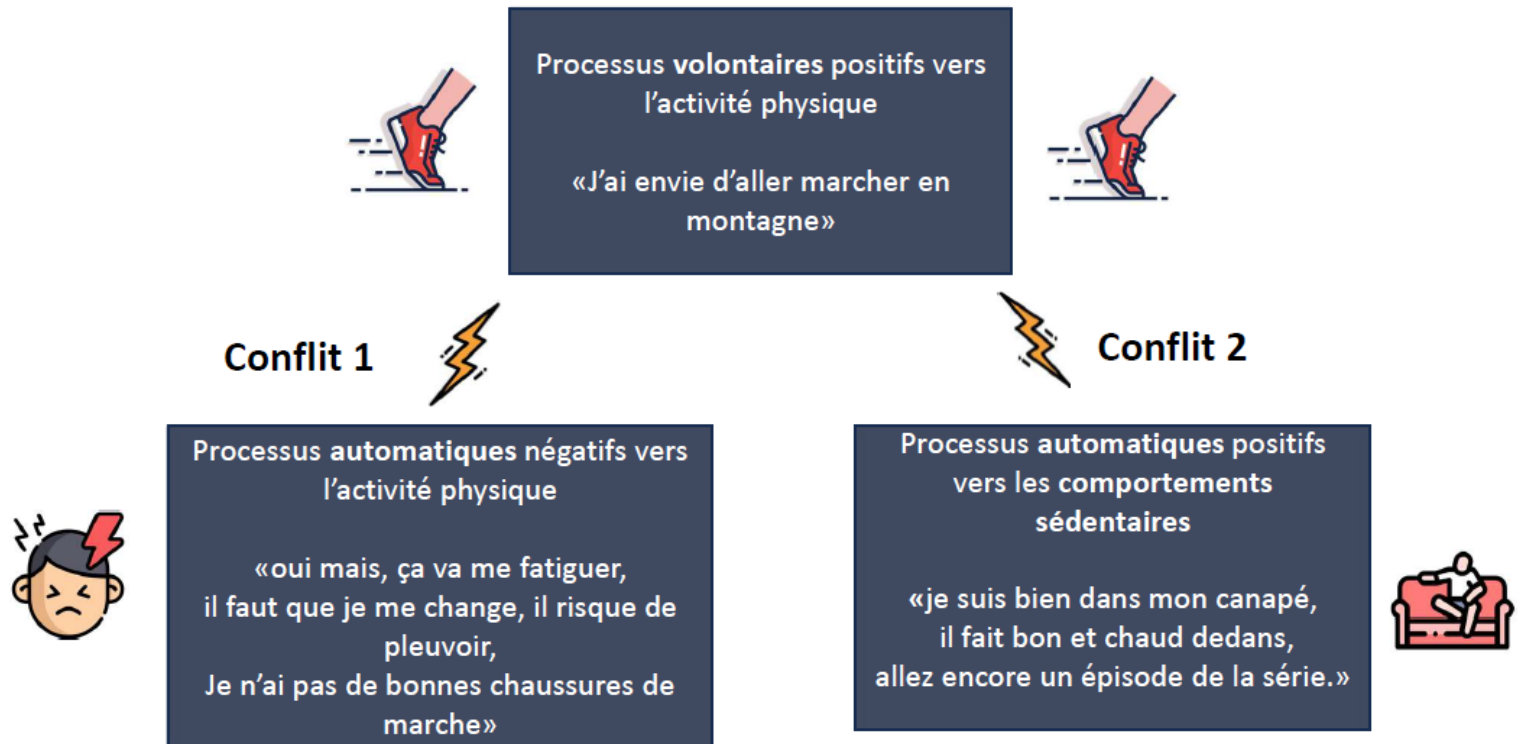 Processus volontaires positifs vers
l'activité physique
«J'ai envie d'aller marcher en
montagne»
Conflit 1
Conflit 2
Processus automatiques négatifs vers
l'activité physique
«oui mais, ça va me fatiguer,
il faut que je me change, il risque de
pleuvoir,
Je n'ai pas de bonnes chaussures de
marche»
Processus automatiques positifs
vers les comportements
sédentaires
«je suis bien dans mon canapé,
il fait bon et chaud dedans,
allez encore un épisode de la série.»